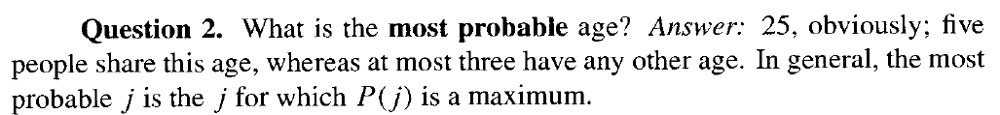 Question 2. What is the most probable age? Answer: 25, obviously; five
people share this age, whereas at most three have any other age. In general, the most
probable j is the j for which P(j) is a maximum.